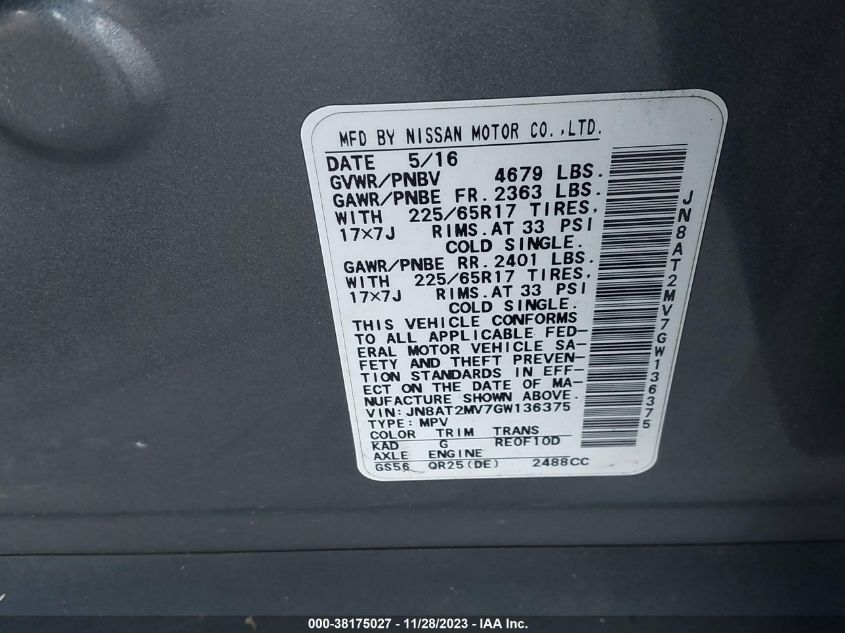 MFD BY NISSAN MOTOR CO.,LTD.
DATE 5/16
GVWR/PNBV 4679 LBS.
GAWR/PNBE FR. 2363 LBS.
WITH 225/65R17 TIRES,
17×7J RIMS.AT 33 PSI
COLD SINGLE.
GAWR/PNBE RR. 2401 LBS.
WITH 225/65R17 TIRES,
17×7J RIMS.AT 33 PSI
COLD SINGLE.
THIS VEHICLE CONFORMS
TO ALL APPLICABLE FED-
ERAL MOTOR VEHICLE SA-
FETY AND THEFT PREVEN-
TION STANDARDS IN EFF-
ECT ON THE DATE OF MA-
NUFACTURE SHOWN ABOVE.
VIN:JN8AT2MV7GW136375
TYPE:MPV
COLOR TRIM TRANS
KAD G RE0F10D
AXLE ENGINE
GS56 QR25(DE) 2488CC
JN8AT2MV7GW136375
000-38175027 - 11/28/2023 - IAA Inc.